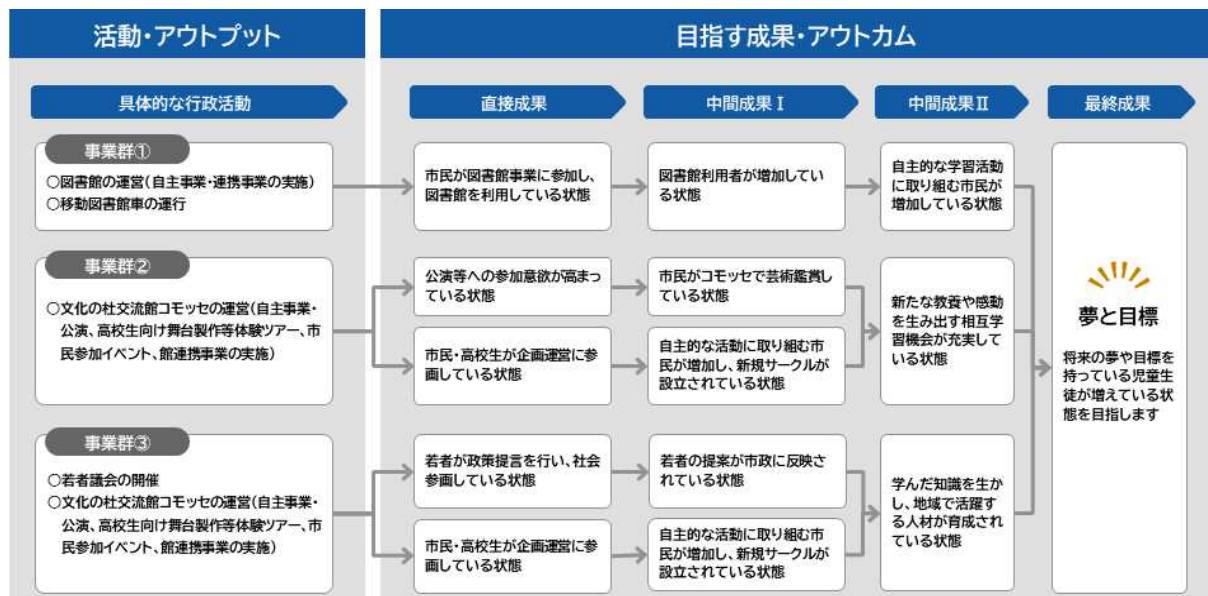 活動・アウトプット
目指す成果・アウトカム
具体的な行政活動
直接成果
中間成果Ⅰ
中間成果Ⅱ
最終成果
事業群①
○図書館の運営(自主事業・連携事業の実施)
○移動図書館車の運行
市民が図書館事業に参加し、
図書館を利用している状態
図書館利用者が増加してい
る状態
自主的な学習活動
に取り組む市民が
増加している状態
事業群②
○文化の杜交流館コモッセの運営(自主事業・
公演、高校生向け舞台製作等体験ツアー、市
民参加イベント、館連携事業の実施)
公演等への参加意欲が高まっ
ている状態
市民がコモッセで芸術鑑賞し
ている状態
市民・高校生が企画運営に参
画している状態
自主的な活動に取り組む市
民が増加し、新規サークルが
設立されている状態
新たな教養や感動
を生み出す相互学
習機会が充実して
いる状態
事業群③
○若者議会の開催
○文化の杜交流館コモッセの運営(自主事業・
公演、高校生向け舞台製作等体験ツアー、市
民参加イベント、館連携事業の実施)
若者が政策提言を行い、社会
参画している状態
若者の提案が市政に反映さ
れている状態
市民・高校生が企画運営に参
画している状態
自主的な活動に取り組む市
民が増加し、新規サークルが
設立されている状態
学んだ知識を生か
し、地域で活躍す
る人材が育成され
ている状態
夢と目標
将来の夢や目標を
持っている児童生
徒が増えている状
態を目指します